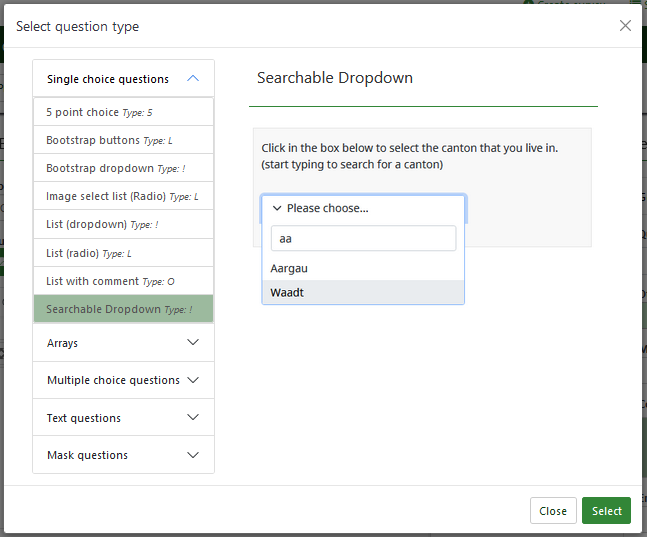 Select question type
Single choice questions
5 point choice Type: 5
Bootstrap buttons Type: L
Bootstrap dropdown Type: !
Image select list (Radio) Type: L
List (dropdown) Type: !
List (radio) Type: L
List with comment Type: O
Searchable Dropdown Type: !
Arrays
Multiple choice questions
Text questions
Mask questions
Searchable Dropdown
Click in the box below to select the canton that you live in.
(start typing to search for a canton)
Please choose...
aa
Aargau
Waadt
Close
Select